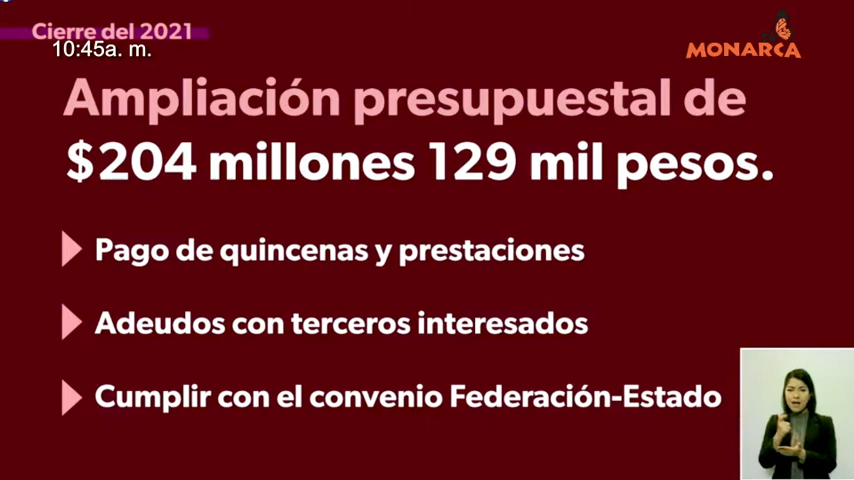 Cierre del 2021
10:45a. m.
MONARCA
Ampliación presupuestal de
$204 millones 129 mil pesos.
Pago de quincenas y prestaciones
Adeudos con terceros interesados
Cumplir con el convenio Federación-Estado